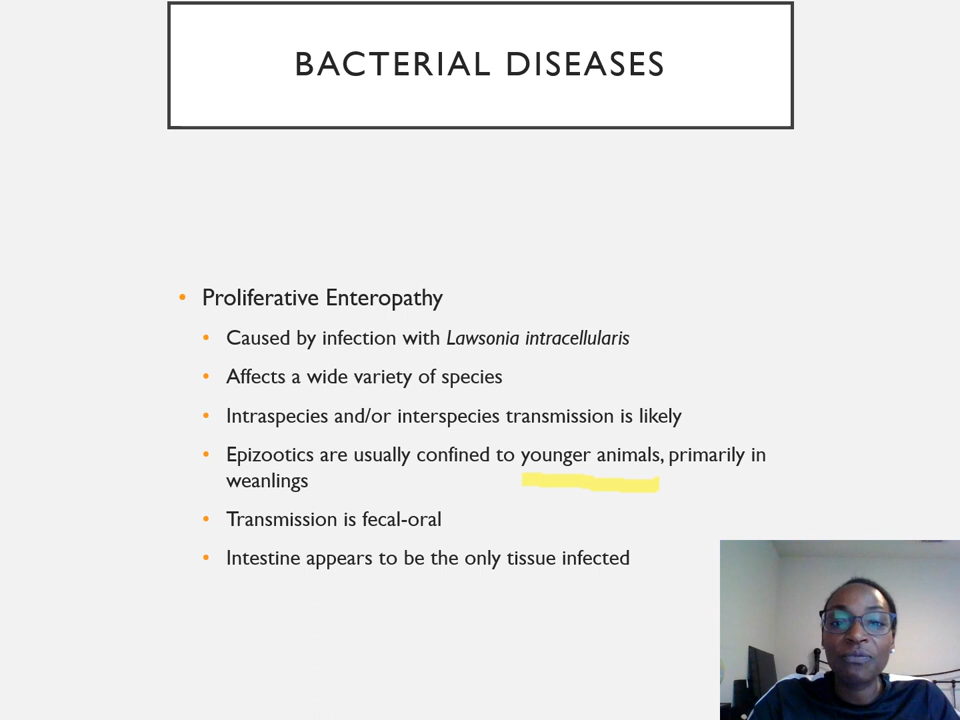 BACTERIAL DISEASES
• Proliferative Enteropathy
• Caused by infection with Lawsonia intracellularis
• Affects a wide variety of species
• Intraspecies and/or interspecies transmission is likely
• Epizootics are usually confined to younger animals, primarily in
weanlings
• Transmission is fecal-oral
• Intestine appears to be the only tissue infected